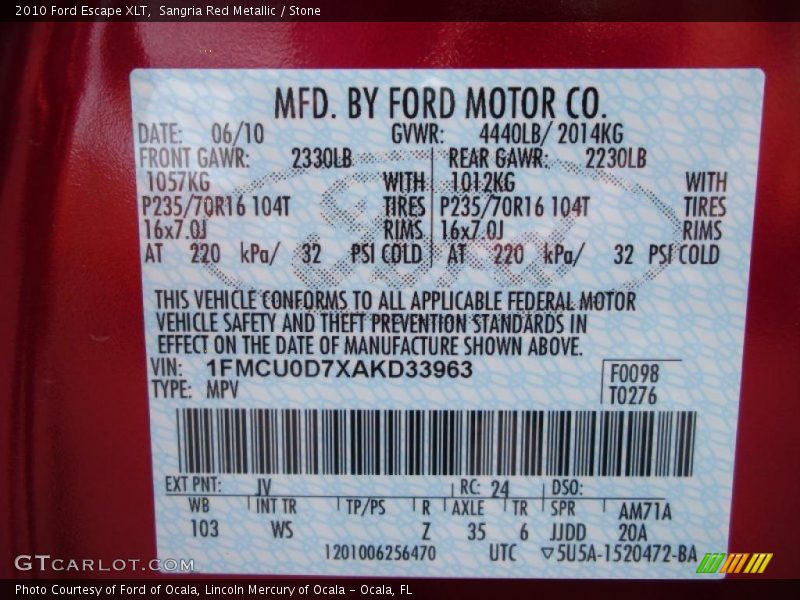 2010 Ford Escape XLT,  Sangria Red Metallic / Stone
MFD. BY FORD MOTOR CO.
DATE: 06/10 GVWR: 4440LB/ 2014KG
FRONT GAWR: 2330LB REAR GAWR: 2230LB
1057KG WITH 1012KG WITH
P235/70R16 104T TIRES P235/70R16 104T TIRES
16x7.0J RIMS 16x7.0J RIMS
AT 220 kPa/ 32 PSI COLD AT 220 kPa/ 32 PSI COLD
Ford
THIS VEHICLE CONFORMS TO ALL APPLICABLE FEDERAL MOTOR
VEHICLE SAFETY AND THEFT PREVENTION STANDARDS IN
EFFECT ON THE DATE OF MANUFACTURE SHOWN ABOVE.
VIN: 1FMCU0D7XAKD33963 F0098
TYPE: MPV T0276
EXT PNT: JV RC: 24 DSO:
WB INT TR TP/PS R AXLE TR SPR AM71A
103 WS Z 35 6 JJDD 20A
1201006256470 UTC ▽5U5A-1520472-BA
GTCARLOT.COM
Photo Courtesy of Ford of Ocala, Lincoln Mercury of Ocala - Ocala, FL